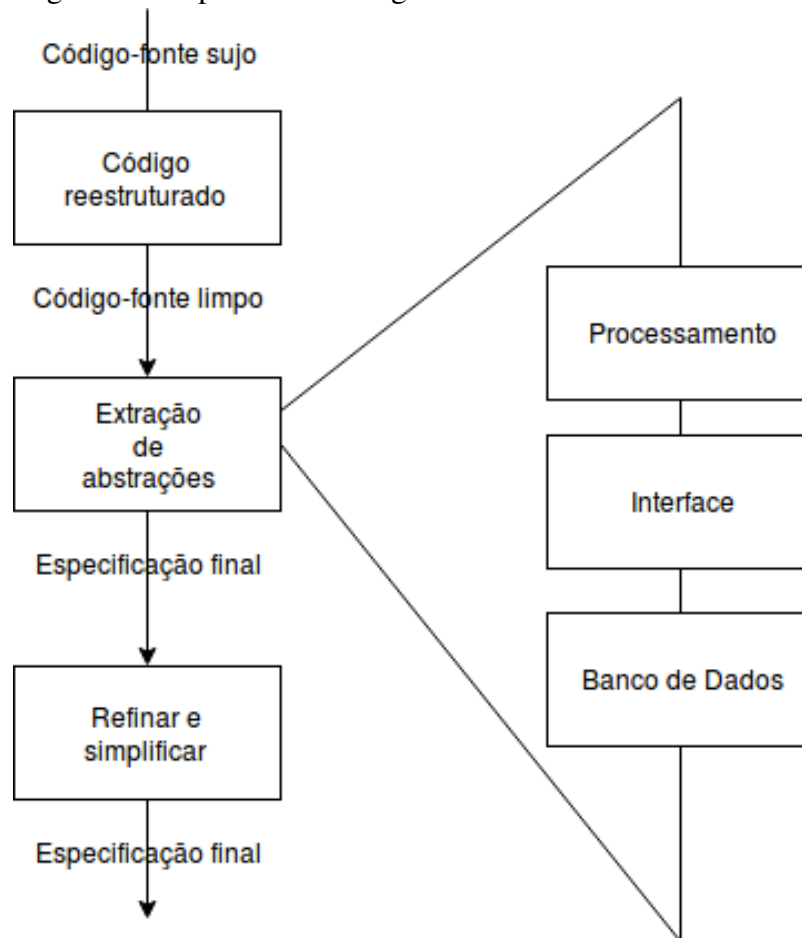 Código-fonte sujo
Código
reestruturado
Código-fonte limpo
Extração
de
abstrações
Especificação final
Refinar e
simplificar
Especificação final
Processamento
Interface
Banco de Dados